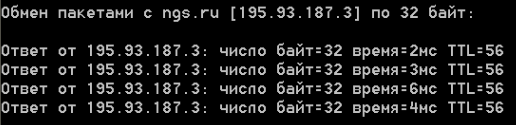 Обмен пакетами с ngs.ru [195.93.187.3] по 32 байт:
Ответ от 195.93.187.3: число байт=32 время=2мс TTL=56
Ответ от 195.93.187.3: число байт=32 время=3мс TTL=56
Ответ от 195.93.187.3: число байт=32 время=6мс TTL=56
Ответ от 195.93.187.3: число байт=32 время=4мс TTL=56